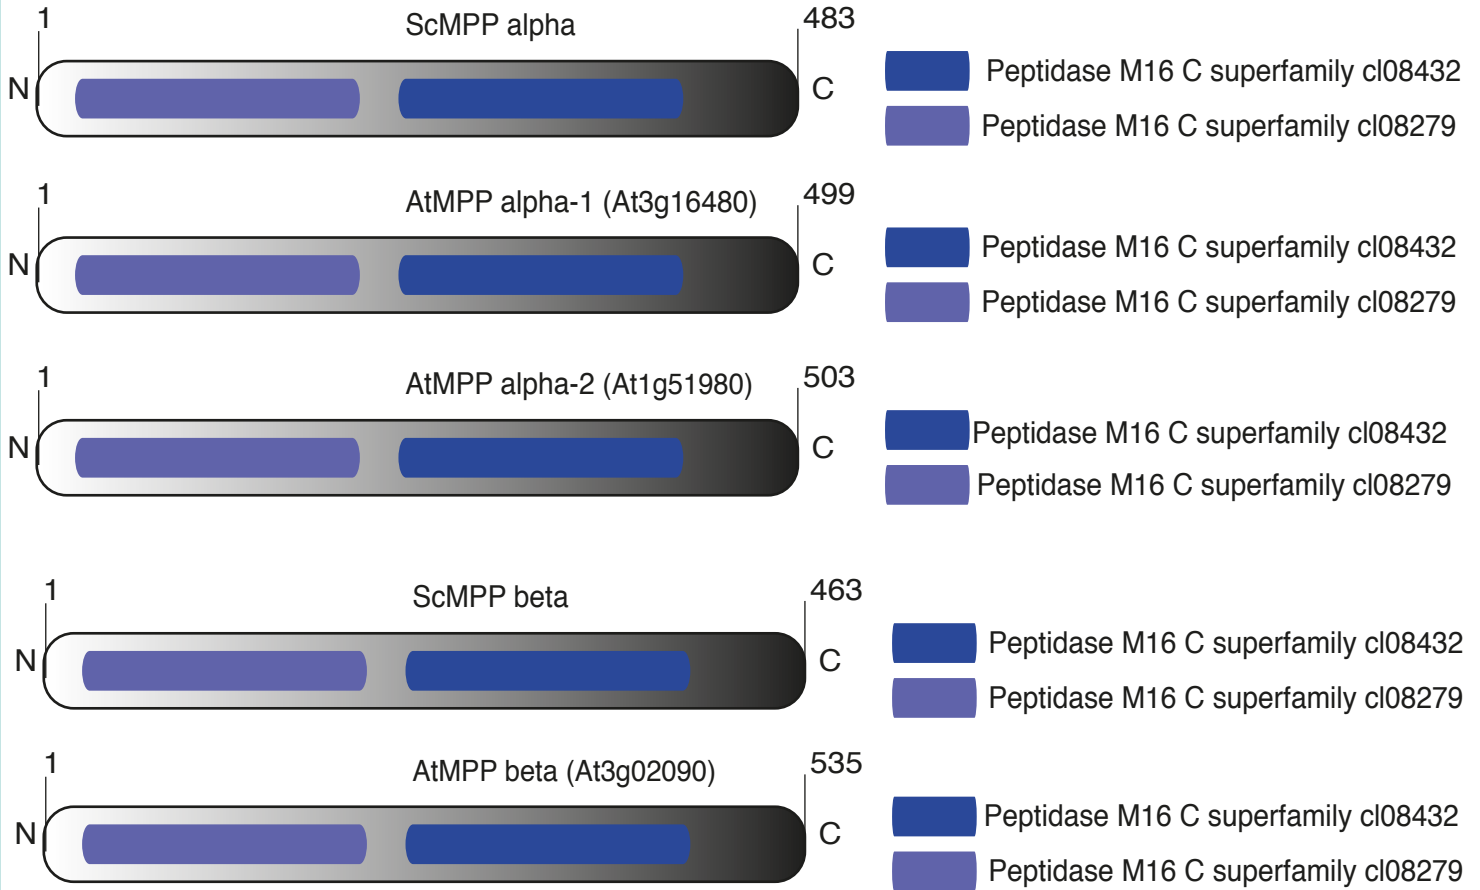 1
ScMPP alpha
483
N
C
Peptidase M16 C superfamily cl08432
Peptidase M16 C superfamily cl08279
1
AtMPP alpha-1 (At3g16480)
499
N
C
Peptidase M16 C superfamily cl08432
Peptidase M16 C superfamily cl08279
1
AtMPP alpha-2 (At1g51980)
503
N
C
Peptidase M16 C superfamily cl08432
Peptidase M16 C superfamily cl08279
1
ScMPP beta
463
N
C
Peptidase M16 C superfamily cl08432
Peptidase M16 C superfamily cl08279
1
AtMPP beta (At3g02090)
535
N
C
Peptidase M16 C superfamily cl08432
Peptidase M16 C superfamily cl08279